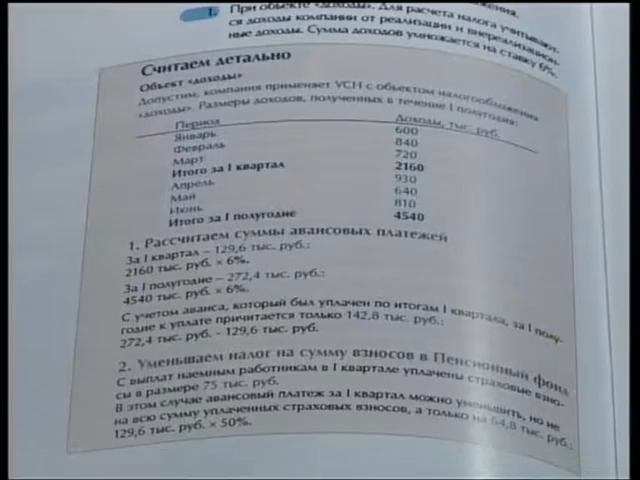 1. При объекте «доходы». Для расчета налога учитывают-
ся доходы компании от реализации и внереализацион-
ные доходы. Сумма доходов умножается на ставку 6%.
Считаем детально
Объект «доходы»
Допустим, компания применяет УСН с объектом налогообложения
«доходы». Размеры доходов, полученных в течение I полугодия:
Период Доходы, тыс. руб.
Январь 600
Февраль 840
Март 720
Итого за I квартал 2160
Апрель 930
Май 640
Июнь 810
Итого за I полугодие 4540
1. Рассчитаем суммы авансовых платежей
За I квартал – 129,6 тыс. руб.:
2160 тыс. руб. × 6%.
За I полугодие – 272,4 тыс. руб.:
4540 тыс. руб. × 6%.
С учетом аванса, который был уплачен по итогам I квартала, за I полу-
годие к уплате причитается только 142,8 тыс. руб.:
272,4 тыс. руб. - 129,6 тыс. руб.
2. Уменьшаем налог на сумму взносов в Пенсионный фонд
С выплат наемным работникам в I квартале уплачены страховые взно-
сы в размере 75 тыс. руб.
В этом случае авансовый платеж за I квартал можно уменьшить, но не
на всю сумму уплаченных страховых взносов, а только на 64,8 тыс. руб.:
129,6 тыс. руб. × 50%.